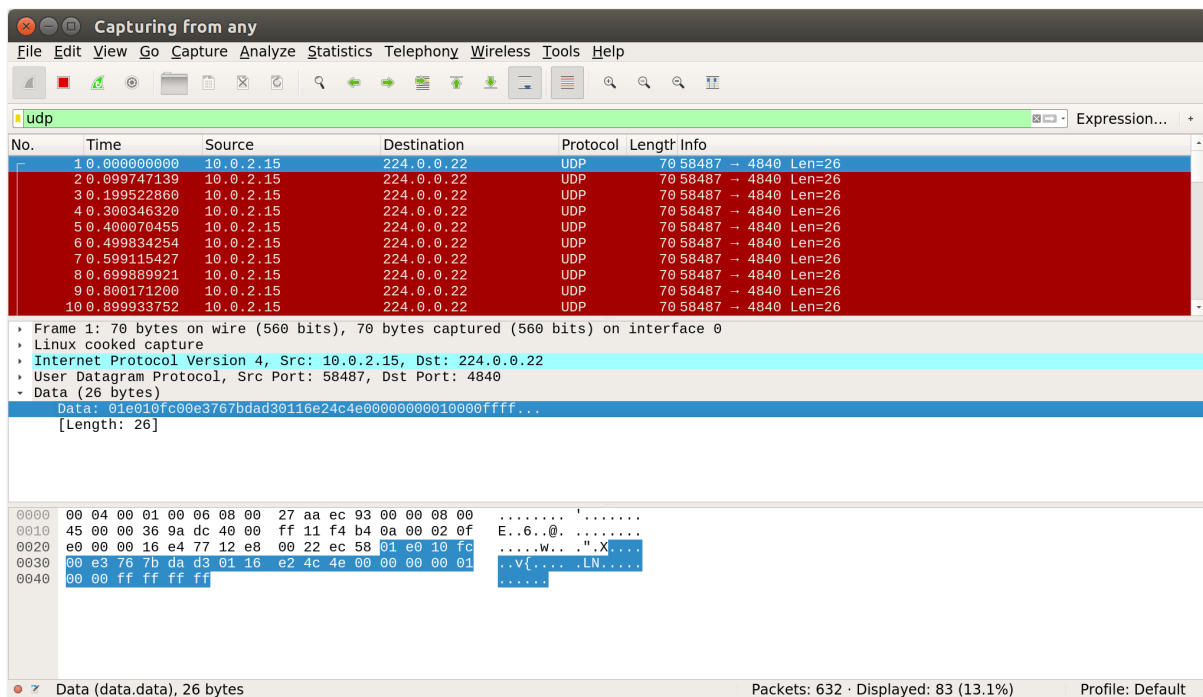 Capturing from any
File Edit View Go Capture Analyze Statistics Telephony Wireless Tools Help
udp Expression... +
No. Time Source Destination Protocol Length Info
1 0.000000000 10.0.2.15 224.0.0.22 UDP 70 58487 → 4840 Len=26
2 0.099747139 10.0.2.15 224.0.0.22 UDP 70 58487 → 4840 Len=26
3 0.199522860 10.0.2.15 224.0.0.22 UDP 70 58487 → 4840 Len=26
4 0.300346320 10.0.2.15 224.0.0.22 UDP 70 58487 → 4840 Len=26
5 0.400070455 10.0.2.15 224.0.0.22 UDP 70 58487 → 4840 Len=26
6 0.499834254 10.0.2.15 224.0.0.22 UDP 70 58487 → 4840 Len=26
7 0.599115427 10.0.2.15 224.0.0.22 UDP 70 58487 → 4840 Len=26
8 0.699889921 10.0.2.15 224.0.0.22 UDP 70 58487 → 4840 Len=26
9 0.800171200 10.0.2.15 224.0.0.22 UDP 70 58487 → 4840 Len=26
10 0.899933752 10.0.2.15 224.0.0.22 UDP 70 58487 → 4840 Len=26
Frame 1: 70 bytes on wire (560 bits), 70 bytes captured (560 bits) on interface 0
Linux cooked capture
Internet Protocol Version 4, Src: 10.0.2.15, Dst: 224.0.0.22
User Datagram Protocol, Src Port: 58487, Dst Port: 4840
Data (26 bytes)
Data: 01e010fc00e3767bdad30116e24c4e00000000010000ffff...
[Length: 26]
0000 00 04 00 01 00 06 08 00 27 aa ec 93 00 00 08 00 ........ '.......
0010 45 00 00 36 9a dc 40 00 ff 11 f4 b4 0a 00 02 0f E..6..@. ........
0020 e0 00 00 16 e4 77 12 e8 00 22 ec 58 01 e0 10 fc .....w.. .".X....
0030 00 e3 76 7b da d3 01 16 e2 4c 4e 00 00 00 00 01 ..v{.... .LN.....
0040 00 00 ff ff ff ff ......
Data (data.data), 26 bytes Packets: 632 · Displayed: 83 (13.1%) Profile: Default